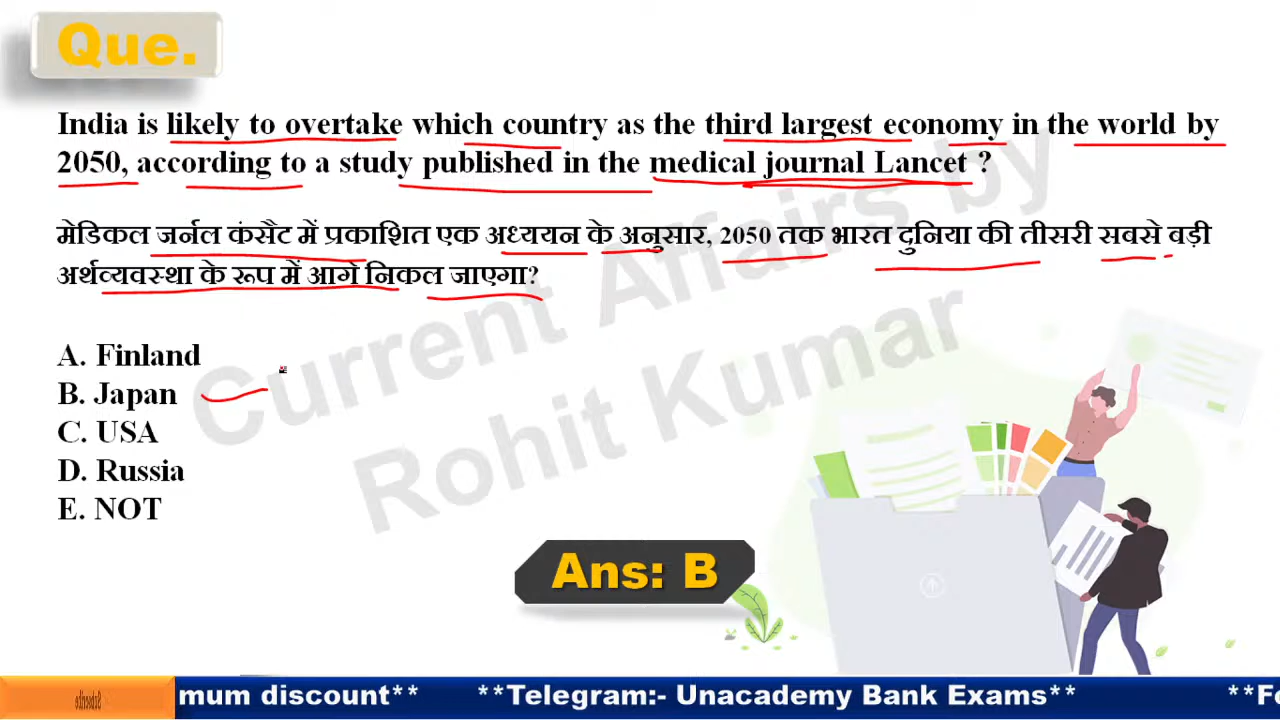 Que.
India is likely to overtake which country as the third largest economy in the world by
2050, according to a study published in the medical journal Lancet ?
मेडिकल जर्नल कंसैट में प्रकाशित एक अध्ययन के अनुसार, 2050 तक भारत दुनिया की तीसरी सबसे वड़ी
अर्थव्यवस्था के रूप में आगे निकल जाएगा?
Current Affairs by
Rohit Kumar
A. Finland
B. Japan
C. USA
D. Russia
E. NOT
Ans: B
mum discount** **Telegram:- Unacademy Bank Exams** **Fo